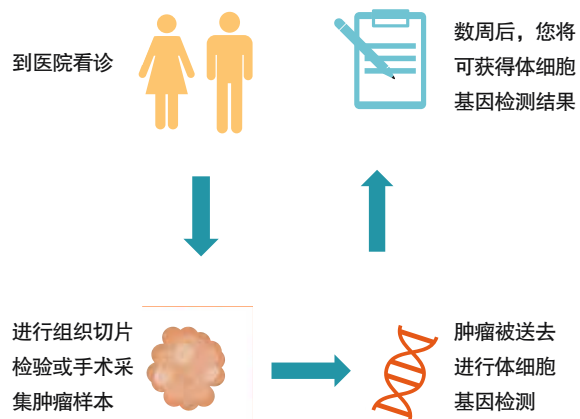 到医院看诊
进行组织切片
检验或手术采
集肿瘤样本
肿瘤被送去
进行体细胞
基因检测
数周后，您将
可获得体细胞
基因检测结果